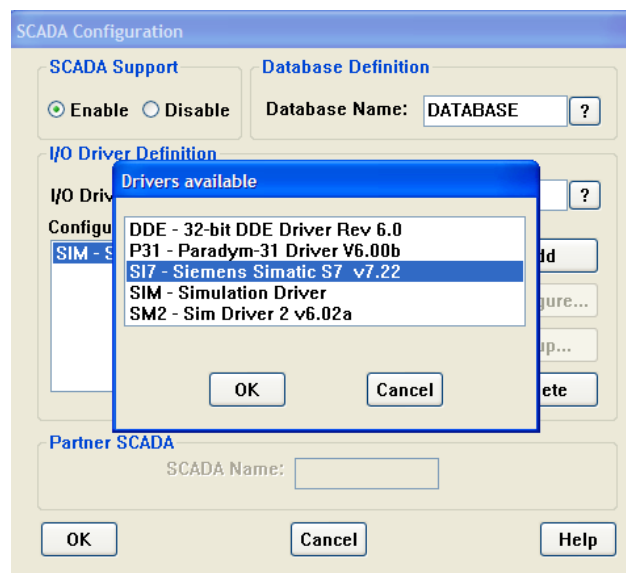 SCADA Configuration
SCADA Support
Database Definition
Enable Disable
Database Name: DATABASE ?
I/O Driver Definition
I/O Driv ?
Drivers available
Configu
SIM - S
DDE - 32-bit DDE Driver Rev 6.0
P31 - Paradym-31 Driver V6.00b
SI7 - Siemens Simatic S7 v7.22
SIM - Simulation Driver
SM2 - Sim Driver 2 v6.02a
dd
gure...
up...
ete
OK Cancel
Partner SCADA
SCADA Name:
OK Cancel Help